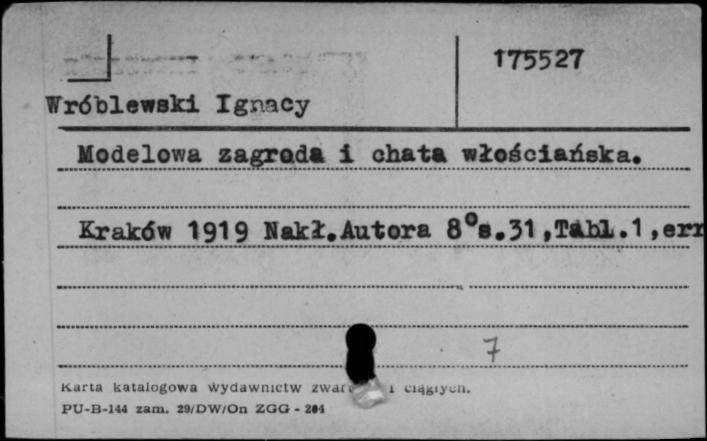 175527
Wróblewski Ignacy
Modelowa zagroda i chata włościańska.
Kraków 1919 Nakł.Autora 8°s.31,Tabl.1,err
7
Karta katalogowa Wydawnictw i ciągłych.
PU-B-144 zam. 29/DW/On ZGG - 204